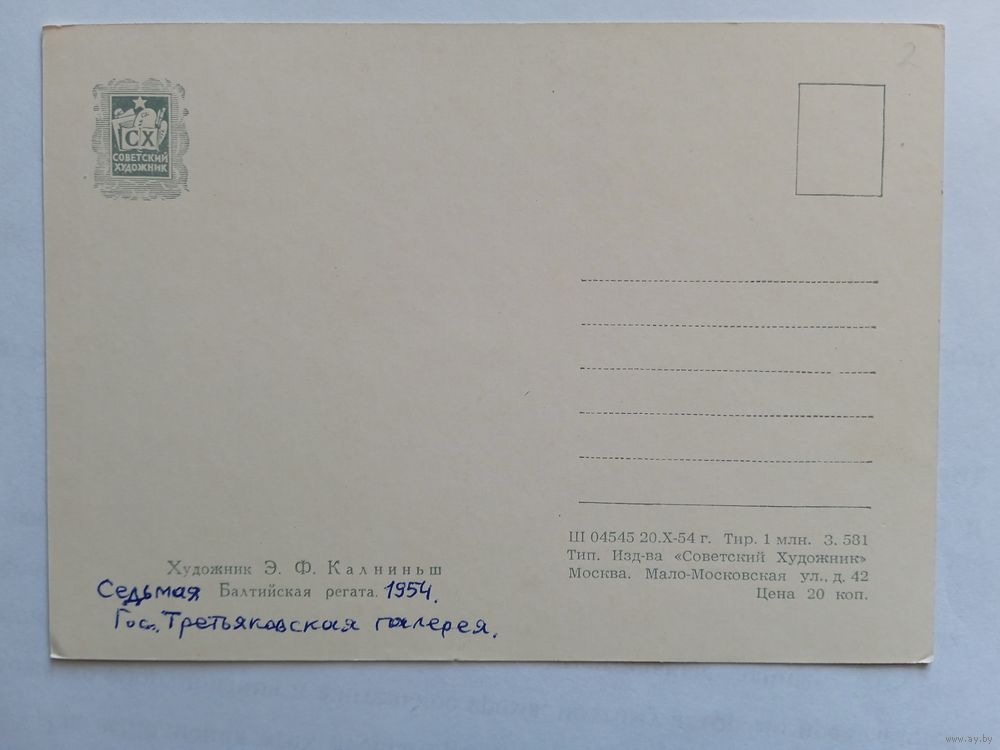 2
СХ
СОВЕТСКИЙ
ХУДОЖНИК
Художник Э. Ф. Калниньш
Седьмая Балтийская регата. 1954.
Гос. Третьяковская галерея.
Ш 04545 20.X-54 г. Тир. 1 млн. З. 581
Тип. Изд-ва «Советский Художник»
Москва. Мало-Московская ул., д. 42
Цена 20 коп.
www.ay.by